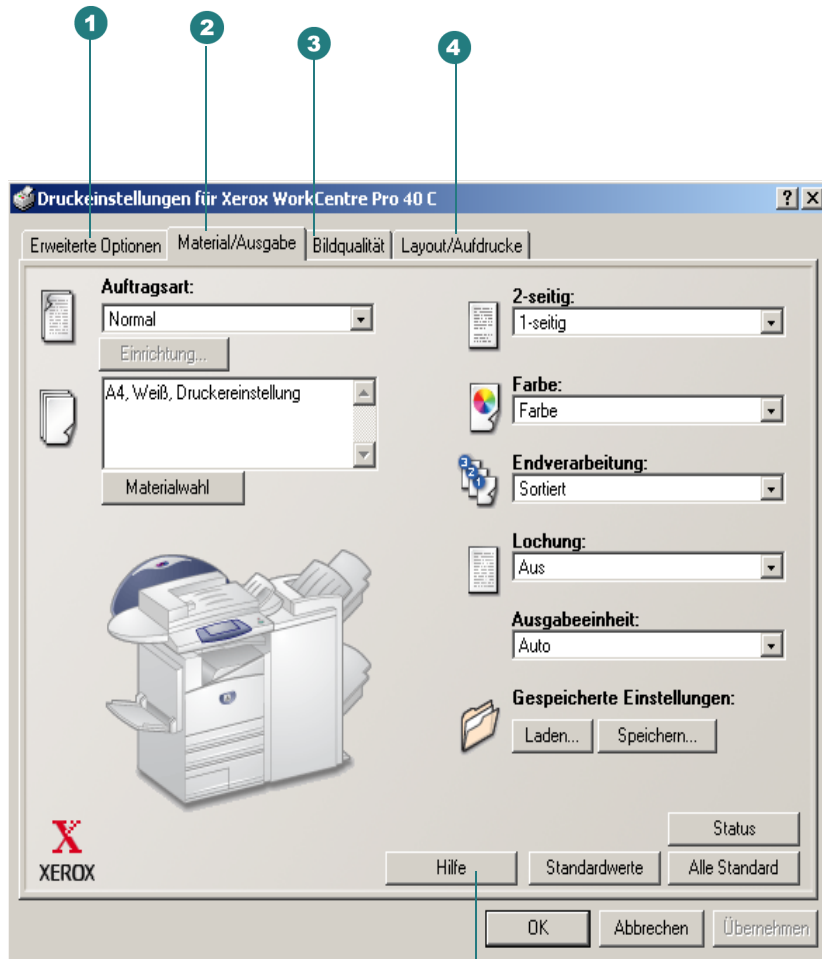 1
2
3
4
Druckeinstellungen für Xerox WorkCentre Pro 40 C
Erweiterte Optionen
Material/Ausgabe
Bildqualität
Layout/Aufdrucke
Auftragsart:
Normal
Einrichtung...
A4, Weiß, Druckereinstellung
Materialwahl
2-seitig:
1-seitig
Farbe:
Farbe
Endverarbeitung:
Sortiert
Lochung:
Aus
Ausgabeeinheit:
Auto
Gespeicherte Einstellungen:
Laden...
Speichern...
X
XEROX
Status
Hilfe
Standardwerte
Alle Standard
OK
Abbrechen
Übernehmen